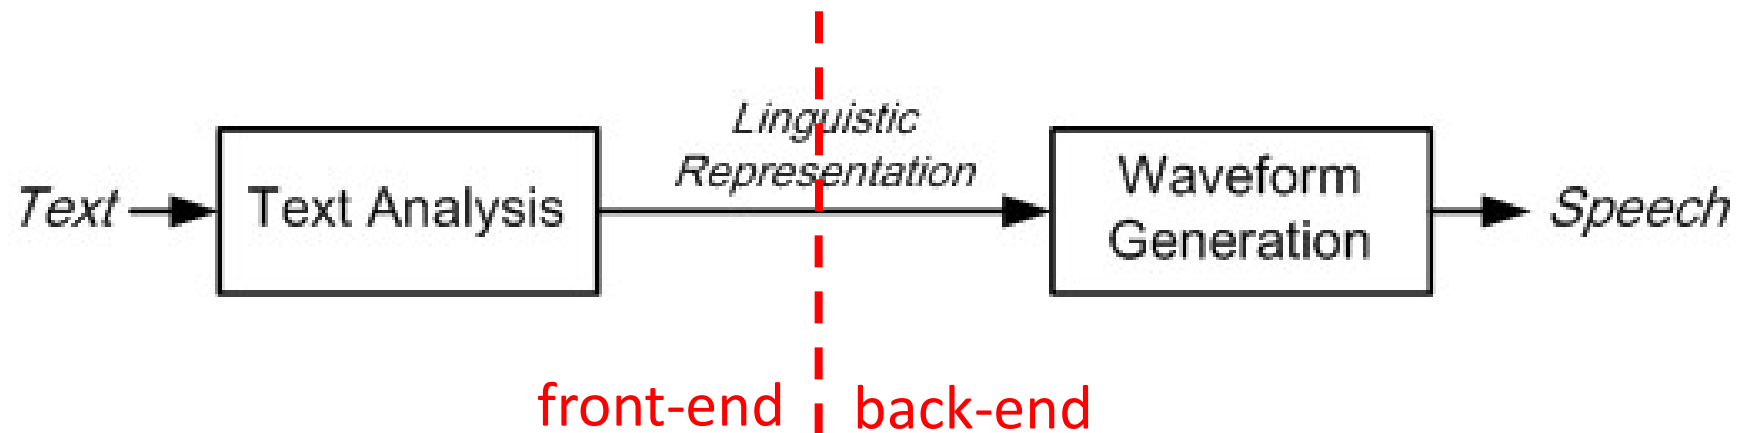 Text
Text Analysis
Linguistic
Representation
Waveform
Generation
Speech
front-end
back-end